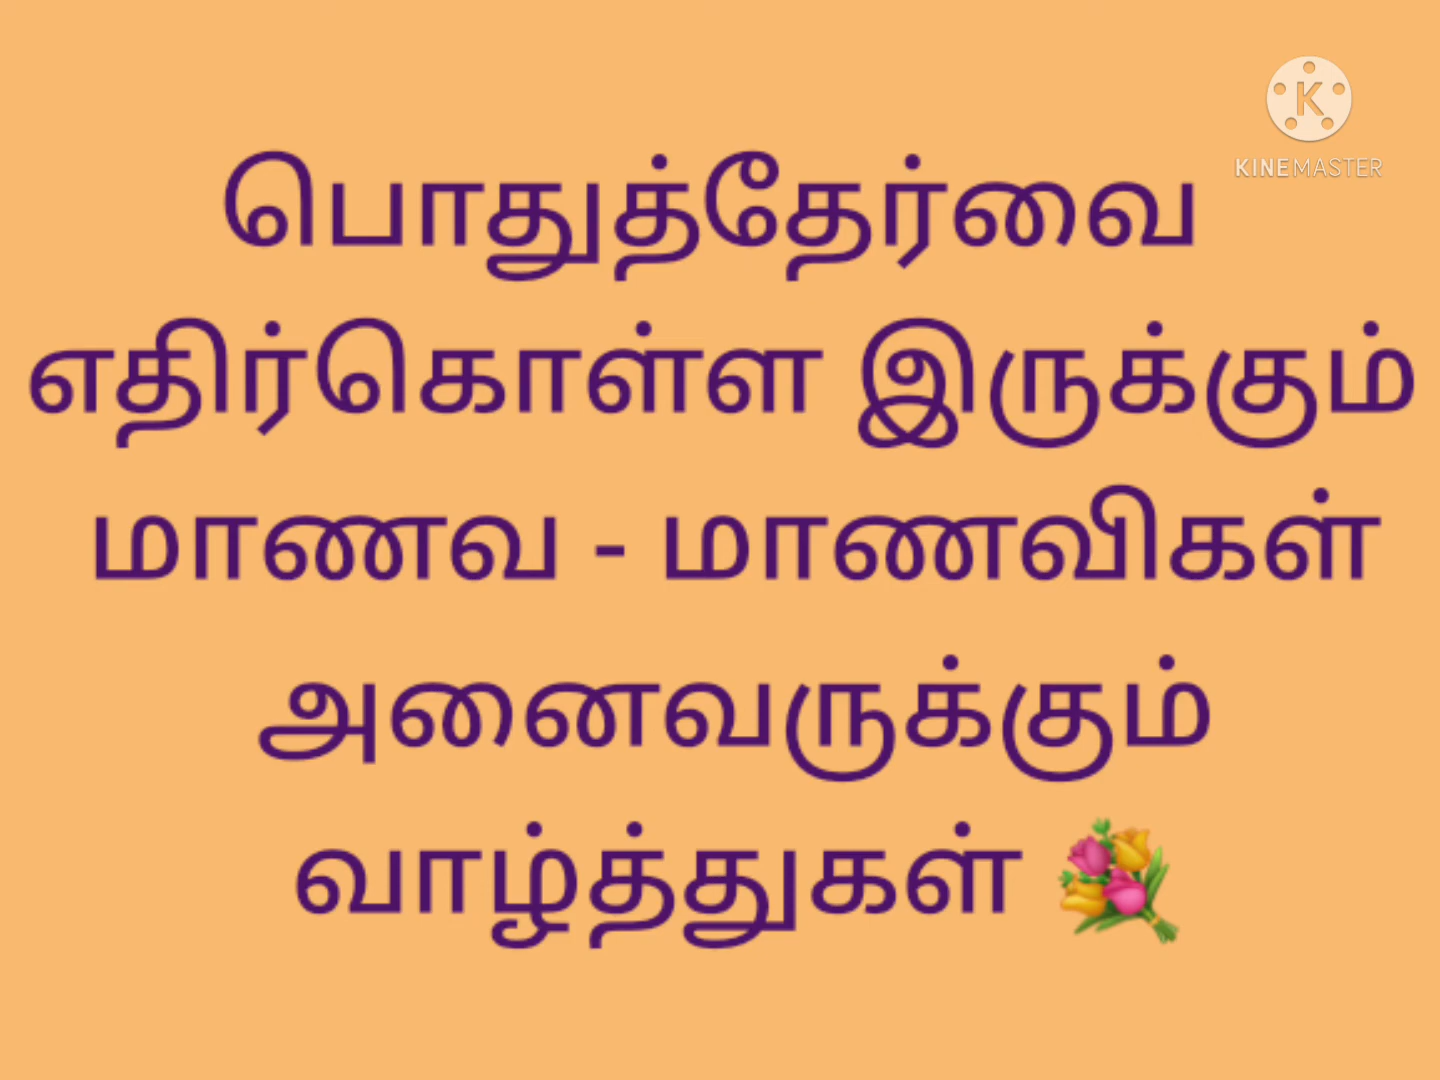 K
KINEMASTER
பொதுத்தேர்வை
எதிர்கொள்ள இருக்கும்
மாணவ - மாணவிகள்
அனைவருக்கும்
வாழ்த்துகள் 💐